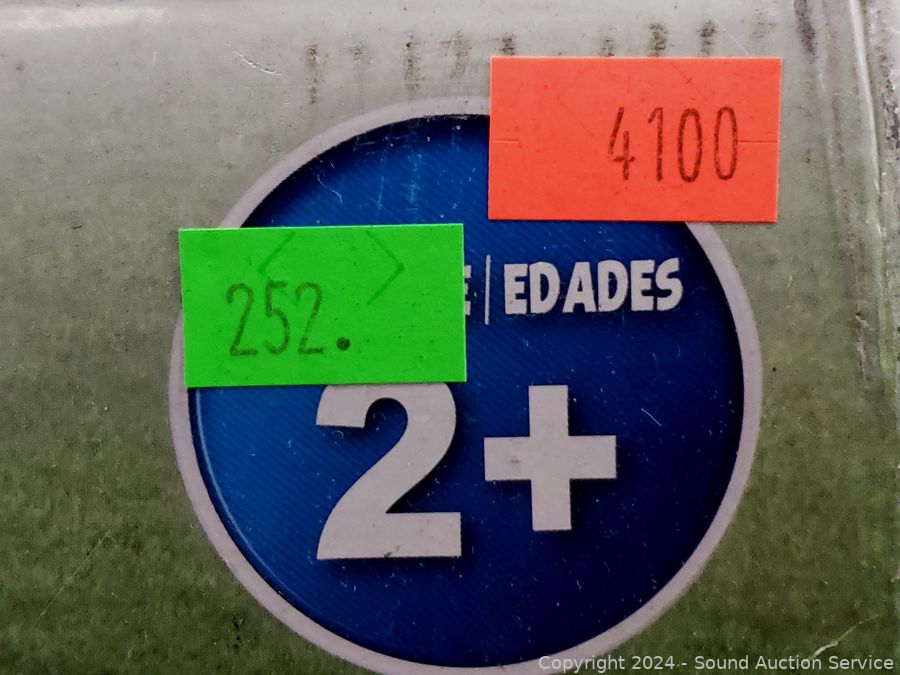 4100
252.
| EDADES
2+
Copyright 2024 - Sound Auction Service